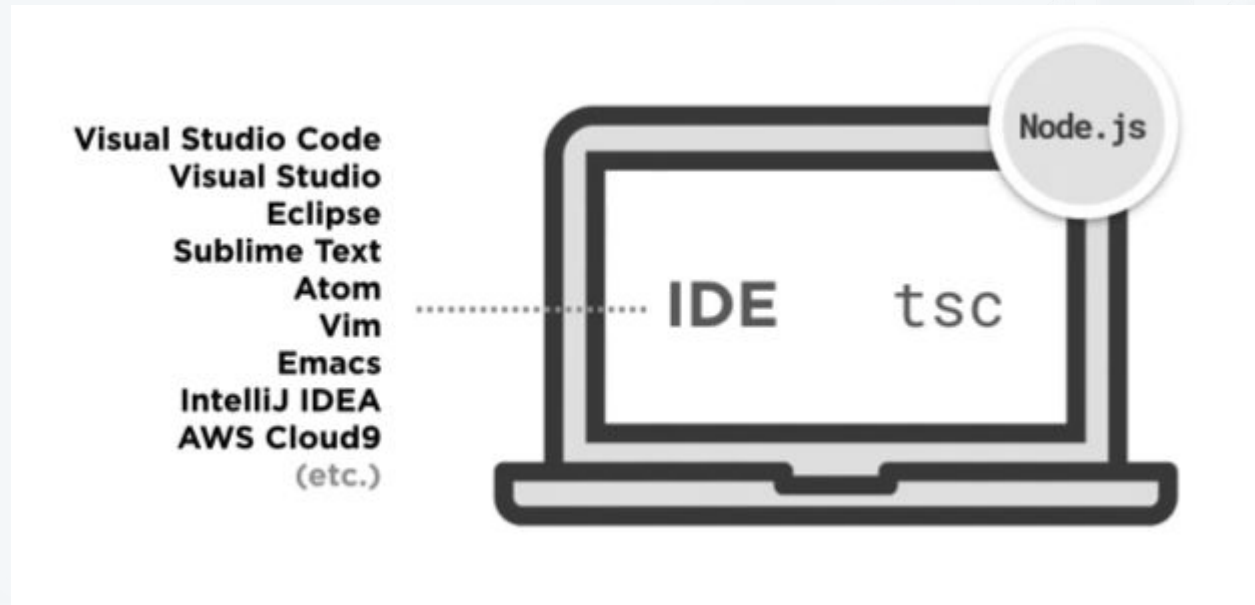 Visual Studio Code
Visual Studio
Eclipse
Sublime Text
Atom
Vim
Emacs
IntelliJ IDEA
AWS Cloud9
(etc.)
IDE
tsc
Node.js